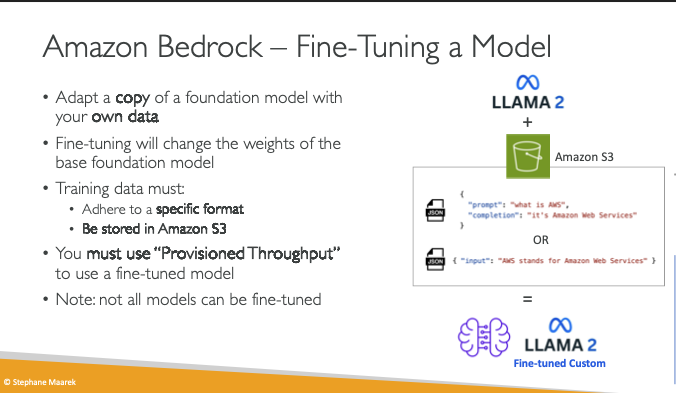 Amazon Bedrock – Fine-Tuning a Model
• Adapt a copy of a foundation model with
your own data
• Fine-tuning will change the weights of the
base foundation model
• Training data must:
• Adhere to a specific format
• Be stored in Amazon S3
• You must use “Provisioned Throughput”
to use a fine-tuned model
• Note: not all models can be fine-tuned
LLAMA 2
+
Amazon S3
JSON
{
"prompt": "what is AWS",
"completion": "it's Amazon Web Services"
}
OR
JSON
{ "input": "AWS stands for Amazon Web Services" }
=
LLAMA 2
Fine-tuned Custom
© Stephane Maarek